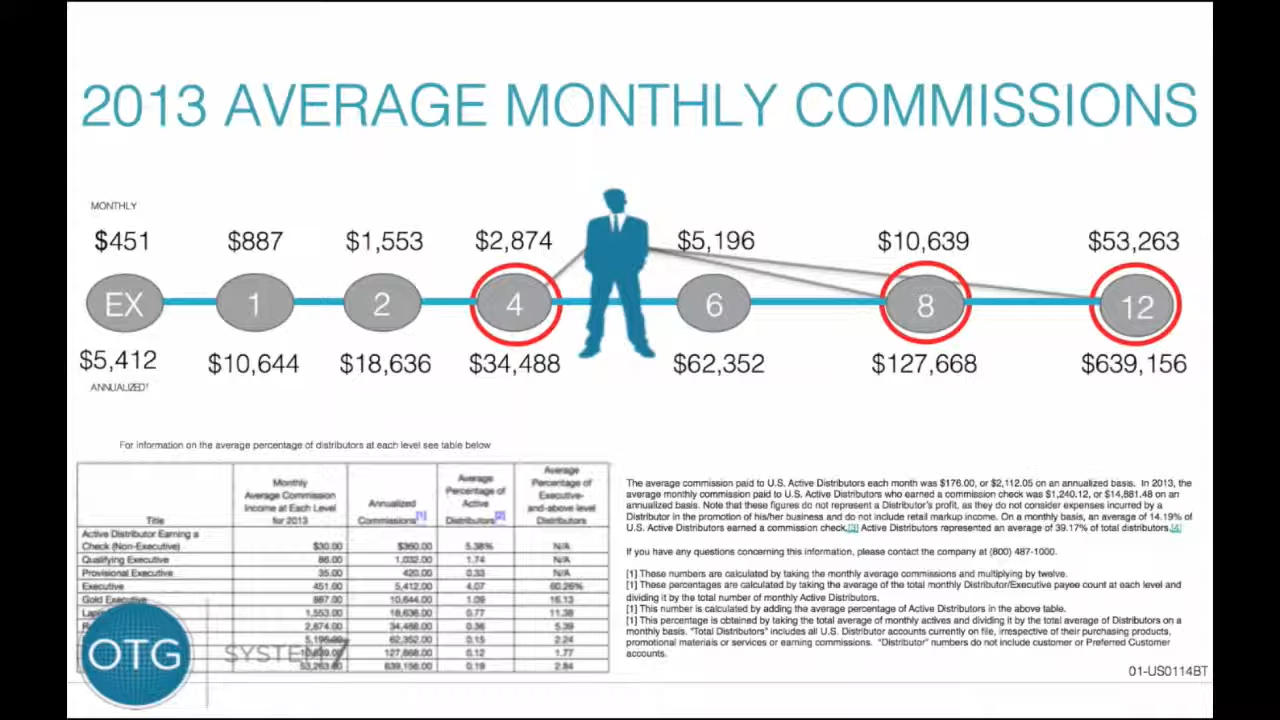 2013 AVERAGE MONTHLY COMMISSIONS
MONTHLY
$451 $887 $1,553 $2,874 $5,196 $10,639 $53,263
EX 1 2 4 6 8 12
$5,412 $10,644 $18,636 $34,488 $62,352 $127,668 $639,156
ANNUALIZED¹
For information on the average percentage of distributors at each level see table below
Title
Monthly
Average Commission
Income at Each Level
for 2013
Annualized
Commissions[1]
Average
Percentage of
Active
Distributors[2]
Average
Percentage of
Executive-
and-above level
Distributors
Active Distributor Earning a
Check (Non-Executive) $30.00 $360.00 5.38% N/A
Qualifying Executive 86.00 1,032.00 1.74 N/A
Provisional Executive 35.00 420.00 0.33 N/A
Executive 451.00 5,412.00 4.07 60.26%
Gold Executive 887.00 10,644.00 1.09 16.13
1,553.00 18,636.00 0.77 11.38
2,874.00 34,488.00 0.36 5.39
5,196.00 62,352.00 0.15 2.24
127,668.00 0.12 1.77
53,263.00 639,156.00 0.19 2.84
The average commission paid to U.S. Active Distributors each month was $176.00, or $2,112.05 on an annualized basis. In 2013, the
average monthly commission paid to U.S. Active Distributors who earned a commission check was $1,240.12, or $14,881.48 on an
annualized basis. Note that these figures do not represent a Distributor's profit, as they do not consider expenses incurred by a
Distributor in the promotion of his/her business and do not include retail markup income. On a monthly basis, an average of 14.19% of
U.S. Active Distributors earned a commission check.[3] Active Distributors represented an average of 39.17% of total distributors.[4]
If you have any questions concerning this information, please contact the company at (800) 487-1000.
[1] These numbers are calculated by taking the monthly average commissions and multiplying by twelve.
[1] These percentages are calculated by taking the average of the total monthly Distributor/Executive payee count at each level and
dividing it by the total number of monthly Active Distributors.
[1] This number is calculated by adding the average percentage of Active Distributors in the above table.
[1] This percentage is obtained by taking the total average of monthly actives and dividing it by the total average of Distributors on a
monthly basis. "Total Distributors" includes all U.S. Distributor accounts currently on file, irrespective of their purchasing products,
promotional materials or services or earning commissions. "Distributor" numbers do not include customer or Preferred Customer
accounts.
01-US0114BT
OTG
SYSTEM 7